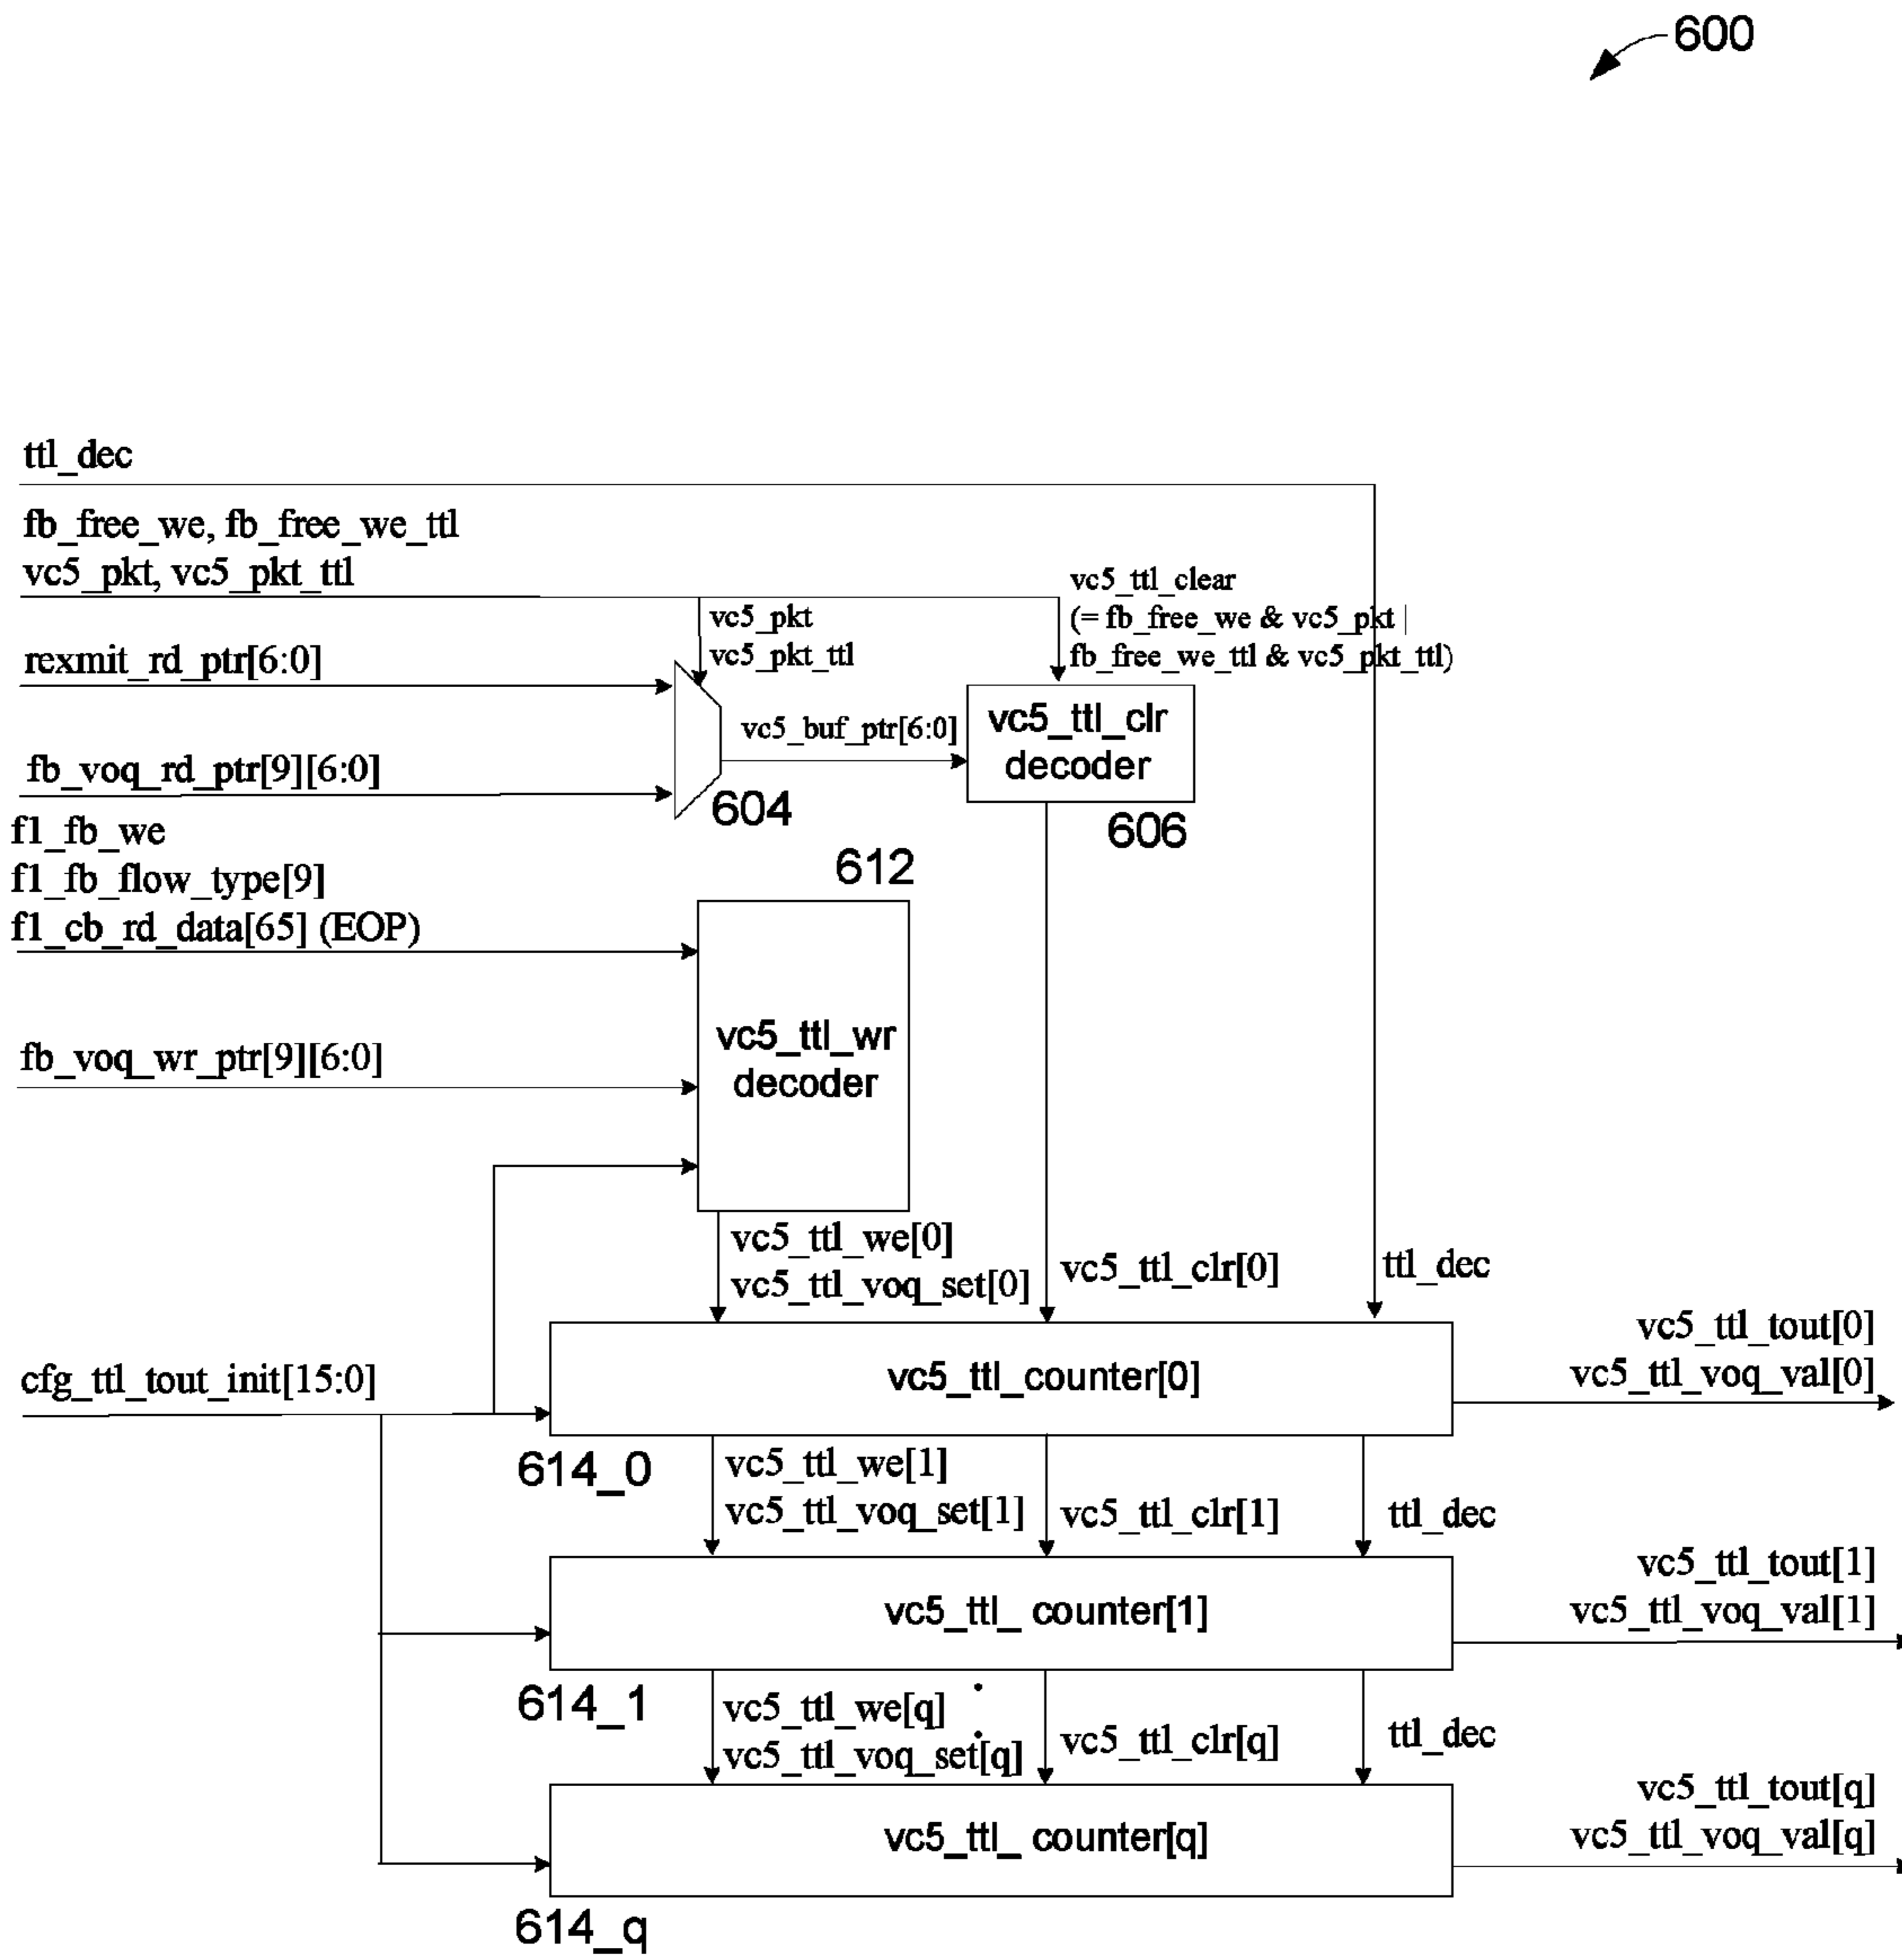 600
ttl_dec
fb_free_we, fb_free_we_ttl
vc5_pkt, vc5_pkt_ttl
vc5_ttl_clear
(= fb_free_we & vc5_pkt |
fb_free_we_ttl & vc5_pkt_ttl)
vc5_pkt
vc5_pkt_ttl
rexmit_rd_ptr[6:0]
vc5_buf_ptr[6:0]
vc5_ttl_clr
decoder
fb_voq_rd_ptr[9][6:0]
604
606
f1_fb_we
f1_fb_flow_type[9]
f1_cb_rd_data[65] (EOP)
612
vc5_ttl_wr
decoder
fb_voq_wr_ptr[9][6:0]
vc5_ttl_we[0]
vc5_ttl_voq_set[0]
vc5_ttl_clr[0]
ttl_dec
cfg_ttl_tout_init[15:0]
vc5_ttl_counter[0]
vc5_ttl_tout[0]
vc5_ttl_voq_val[0]
614_0
vc5_ttl_we[1]
vc5_ttl_voq_set[1]
vc5_ttl_clr[1]
ttl_dec
vc5_ttl_ counter[1]
vc5_ttl_tout[1]
vc5_ttl_voq_val[1]
614_1
vc5_ttl_we[q]
vc5_ttl_voq_set[q]
vc5_ttl_clr[q]
ttl_dec
vc5_ttl_ counter[q]
vc5_ttl_tout[q]
vc5_ttl_voq_val[q]
614_q